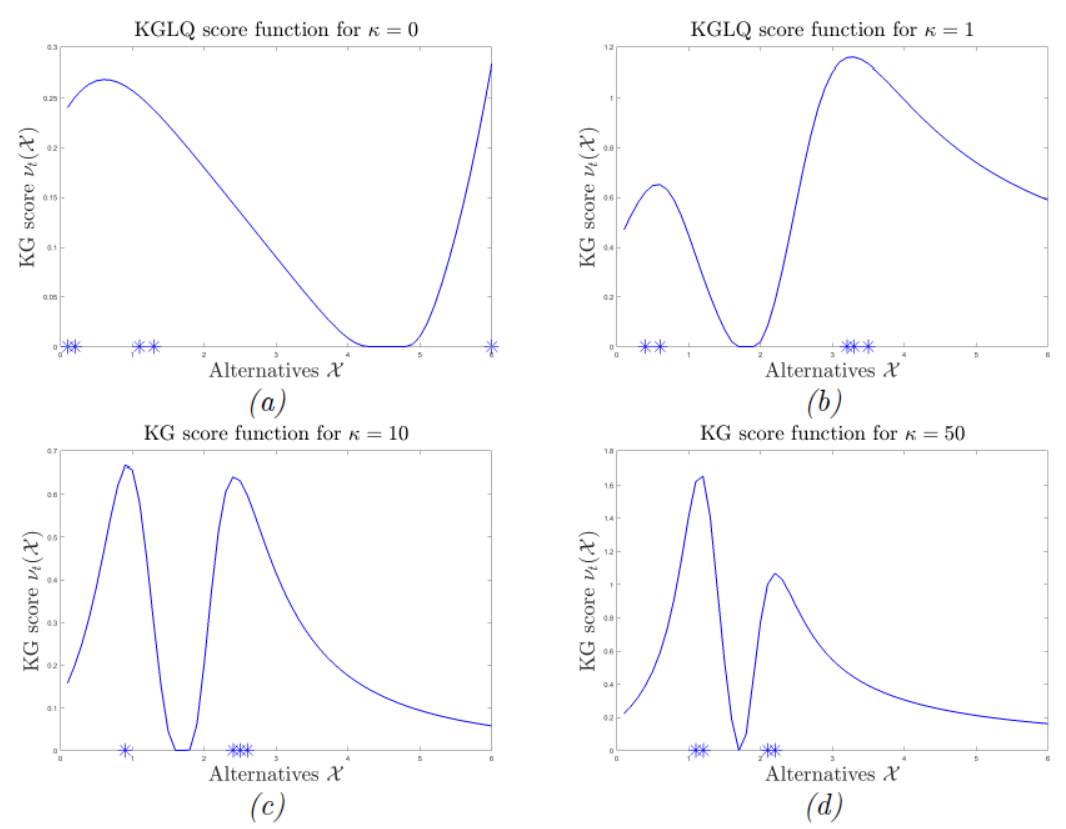 KGLQ score function for κ = 0
0.3
0.25
0.2
0.15
0.1
0.05
0
KG score ν_t(𝒳)
0 1 2 3 4 5 6
Alternatives 𝒳
(a)
KGLQ score function for κ = 1
1.2
1
0.8
0.6
0.4
0.2
0
KG score ν_t(𝒳)
0 1 2 3 4 5 6
Alternatives 𝒳
(b)
KG score function for κ = 10
0.7
0.6
0.5
0.4
0.3
0.2
0.1
0
KG score ν_t(𝒳)
0 1 2 3 4 5 6
Alternatives 𝒳
(c)
KG score function for κ = 50
1.8
1.6
1.4
1.2
1
0.8
0.6
0.4
0.2
0
KG score ν_t(𝒳)
0 1 2 3 4 5 6
Alternatives 𝒳
(d)